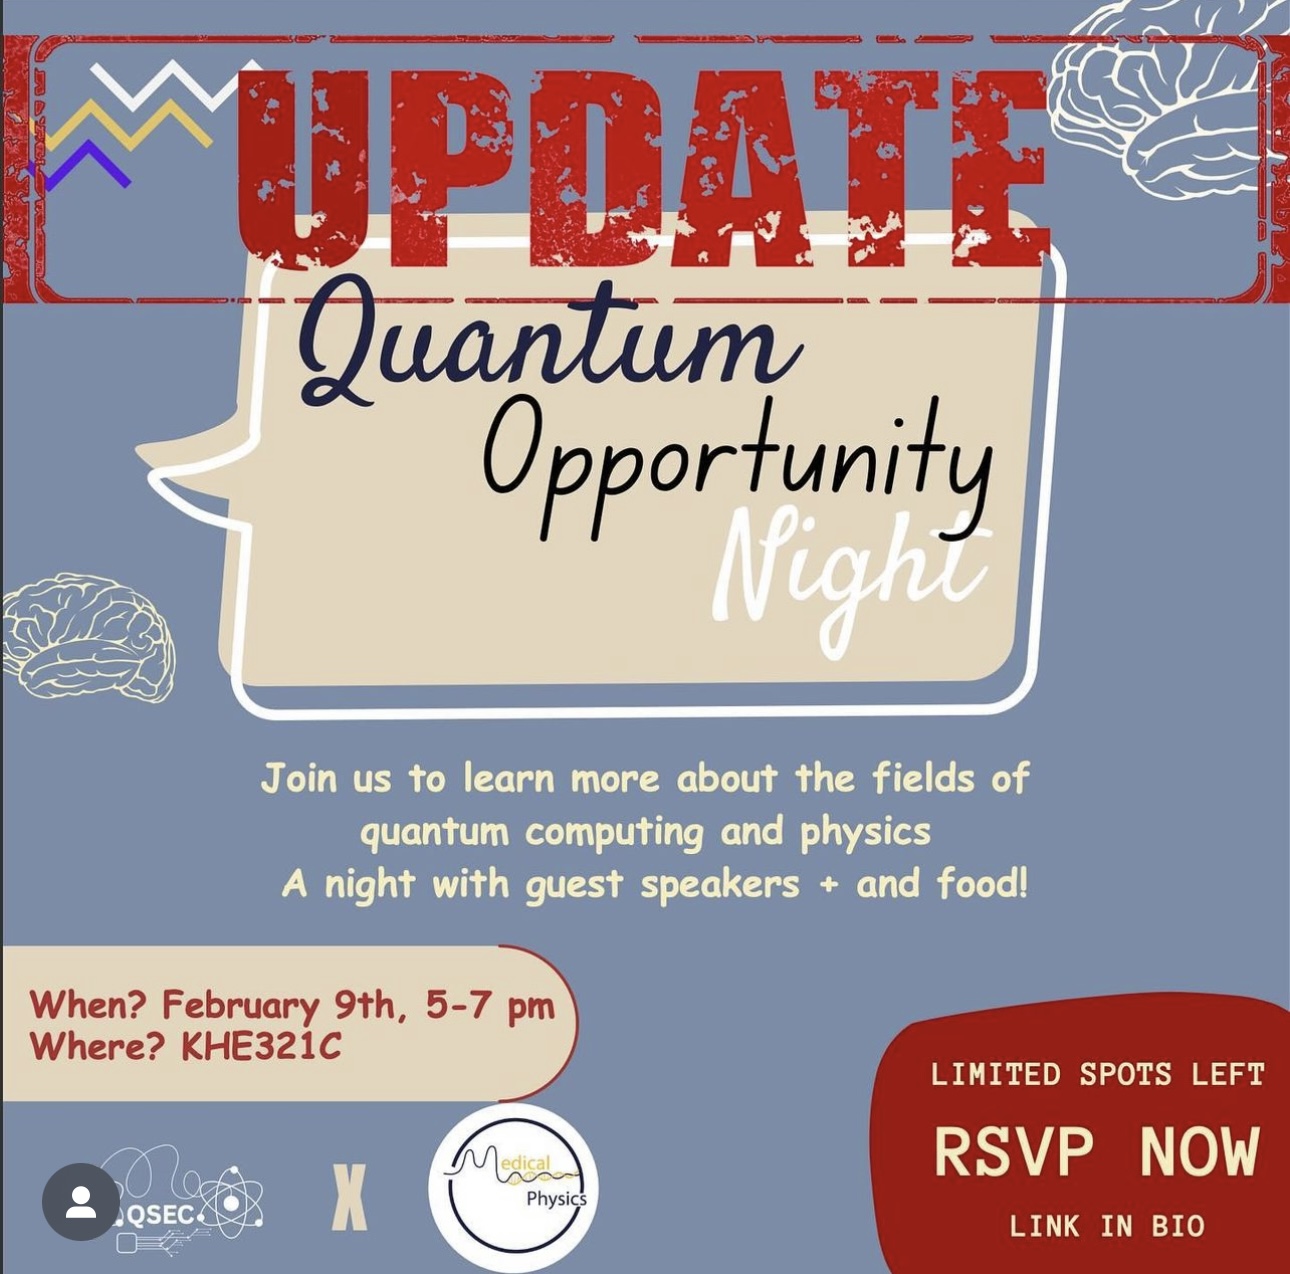 UPDATE
Quantum
Opportunity
Night
Join us to learn more about the fields of
quantum computing and physics
A night with guest speakers + and food!
When? February 9th, 5-7 pm
Where? KHE321C
LIMITED SPOTS LEFT
RSVP NOW
LINK IN BIO
QSEC
X
Medical
Physics